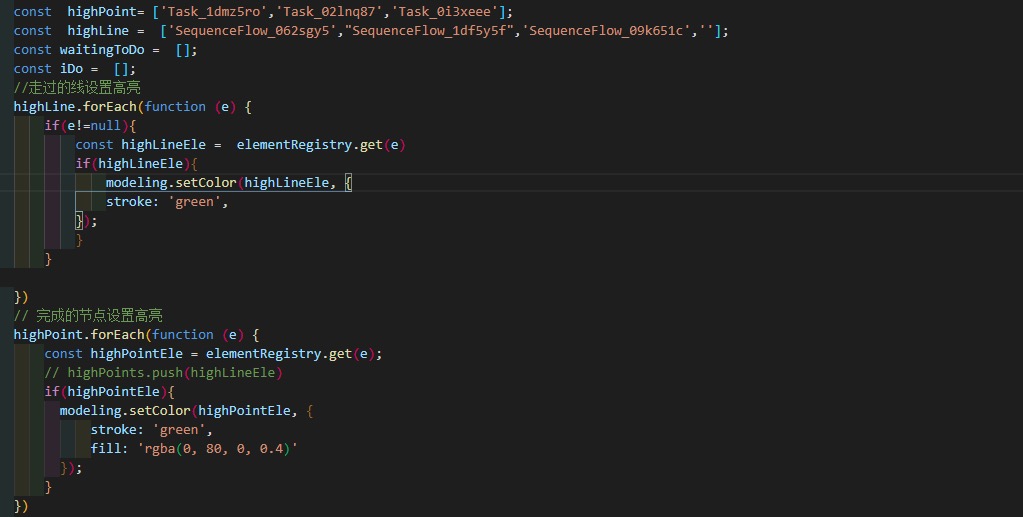 const  highPoint= ['Task_1dmz5ro','Task_02lnq87','Task_0i3xeee'];
const  highLine =  ['SequenceFlow_062sgy5',"SequenceFlow_1df5y5f",'SequenceFlow_09k651c',''];
const waitingToDo =  [];
const iDo =  [];
//走过的线设置高亮
highLine.forEach(function (e) {
    if(e!=null){
        const highLineEle =  elementRegistry.get(e)
        if(highLineEle){
            modeling.setColor(highLineEle, {
            stroke: 'green',
        });
        }
    }
})
// 完成的节点设置高亮
highPoint.forEach(function (e) {
    const highPointEle = elementRegistry.get(e);
    // highPoints.push(highLineEle)
    if(highPointEle){
      modeling.setColor(highPointEle, {
          stroke: 'green',
          fill: 'rgba(0, 80, 0, 0.4)'
      });
    }
})